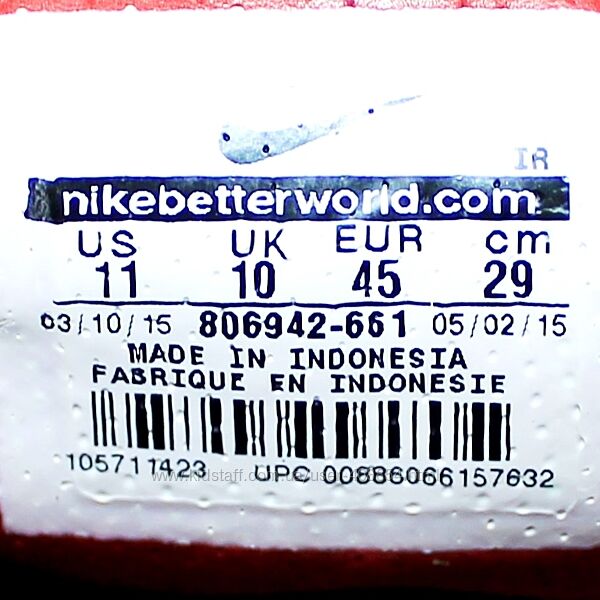 IR
nikebetterworld.com
US UK EUR cm
11 10 45 29
03/10/15 806942-661 05/02/15
MADE IN INDONESIA
FABRIQUE EN INDONESIE
105711423 UPC 00886066157632